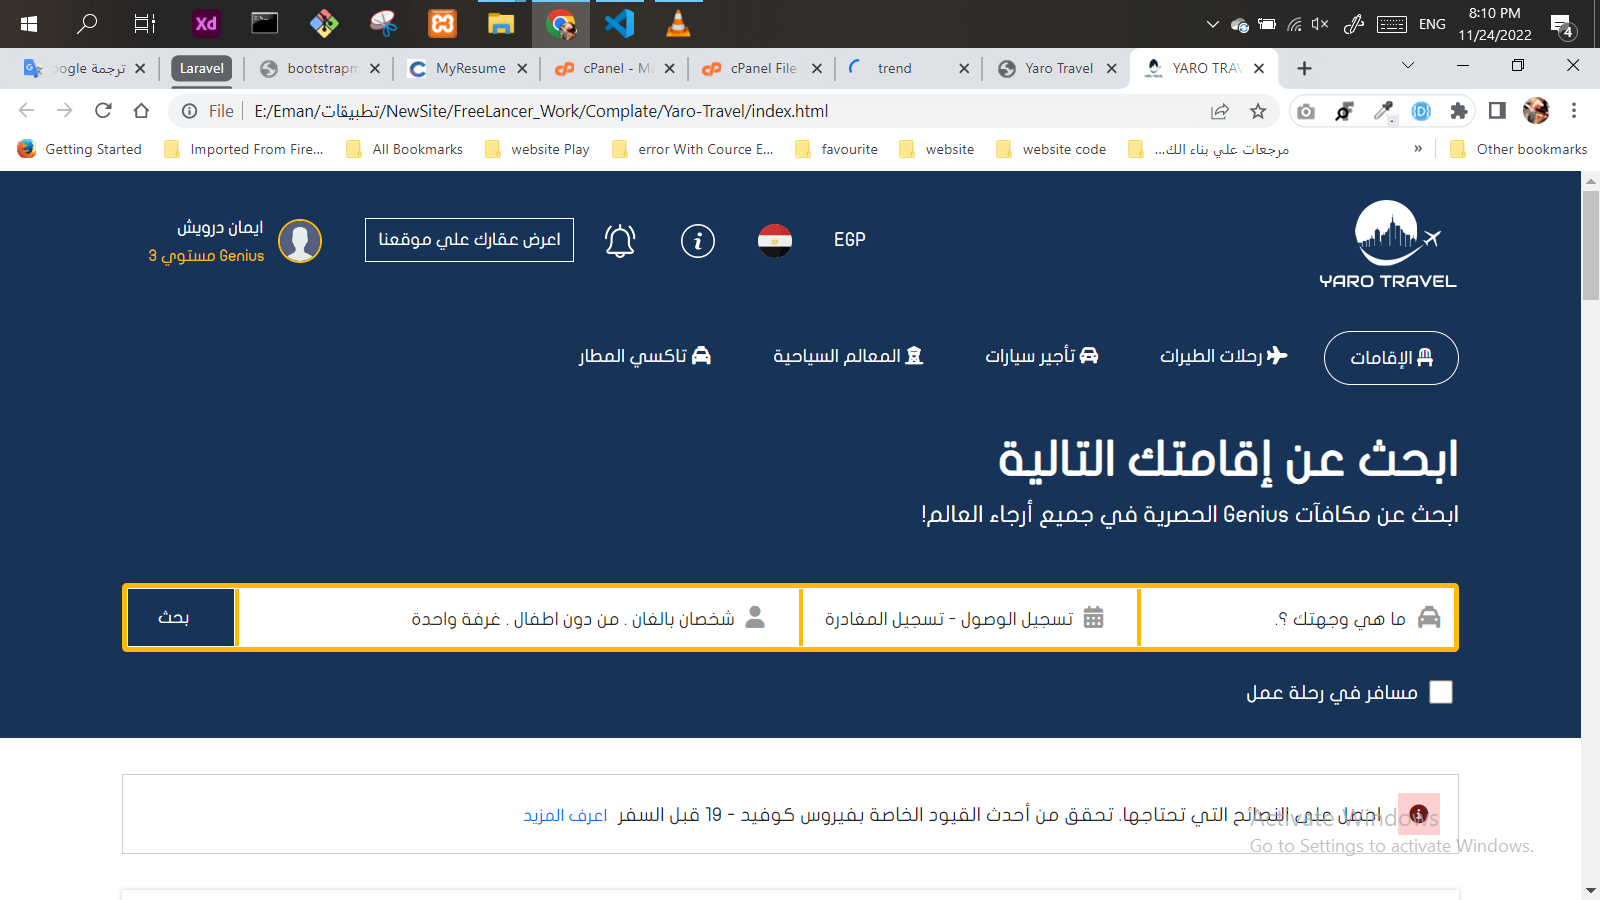 ENG
8:10 PM
11/24/2022
4
ترجمة
Laravel
bootstrapm
MyResume
cPanel - M
cPanel File
trend
Yaro Travel
YARO TRAV
File
E:/Eman/تطبيقات/NewSite/FreeLancer_Work/Complate/Yaro-Travel/index.html
Getting Started
Imported From Fire...
All Bookmarks
website Play
error With Cource E...
favourite
website
website code
مرجعات علي بناء الك...
»
Other bookmarks
YARO TRAVEL
EGP
اعرض عقارك علي موقعنا
ايمان درويش
Genius مستوي 3
الإقامات
رحلات الطيرات
تأجير سيارات
المعالم السياحية
تاكسي المطار
ابحث عن إقامتك التالية
ابحث عن مكافآت Genius الحصرية في جميع أرجاء العالم!
ما هي وجهتك ؟.
تسجيل الوصول - تسجيل المغادرة
شخصان بالغان . من دون اطفال . غرفة واحدة
بحث
مسافر في رحلة عمل
احصل على النصائح التي تحتاجها. تحقق من أحدث القيود الخاصة بفيروس كوفيد - 19 قبل السفر اعرف المزيد
Activate Windows
Go to Settings to activate Windows.